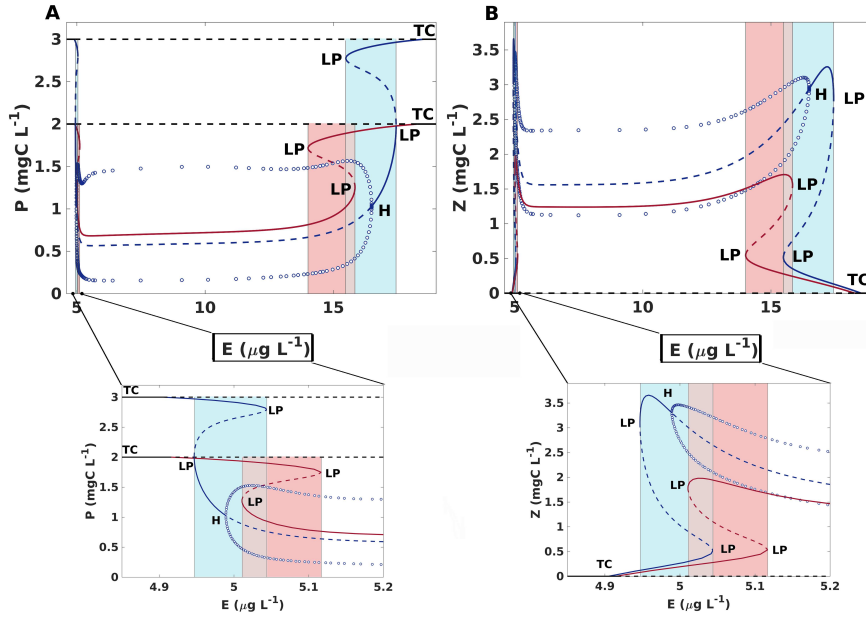 A
B
3
2.5
2
1.5
1
0.5
0
P (mgC L⁻¹)
TC
LP
TC
LP
LP
LP
H
5
10
15
E (μg L⁻¹)
3.5
3
2.5
2
1.5
1
0.5
0
Z (mgC L⁻¹)
H
LP
LP
LP
LP
TC
5
10
15
E (μg L⁻¹)
3
2.5
2
1.5
1
0.5
0
P (mgC L⁻¹)
TC
LP
TC
LP
LP
LP
H
4.9
5
5.1
5.2
E (μg L⁻¹)
4
3.5
3
2.5
2
1.5
1
0.5
0
Z (mgC L⁻¹)
H
LP
LP
LP
LP
TC
4.9
5
5.1
5.2
E (μg L⁻¹)